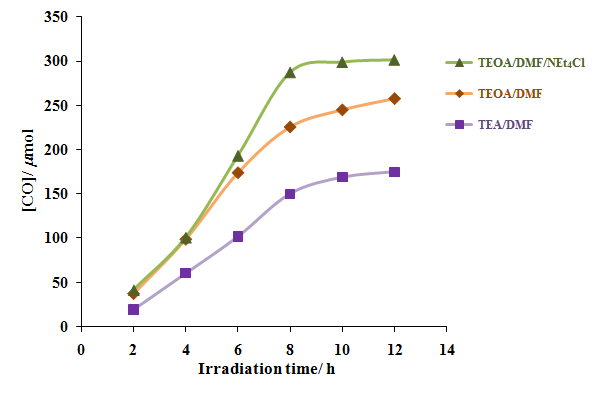 350
300
250
200
150
100
50
0
[CO]/ μmol
0 2 4 6 8 10 12 14
Irradiation time/ h
TEOA/DMF/NEt₄Cl
TEOA/DMF
TEA/DMF